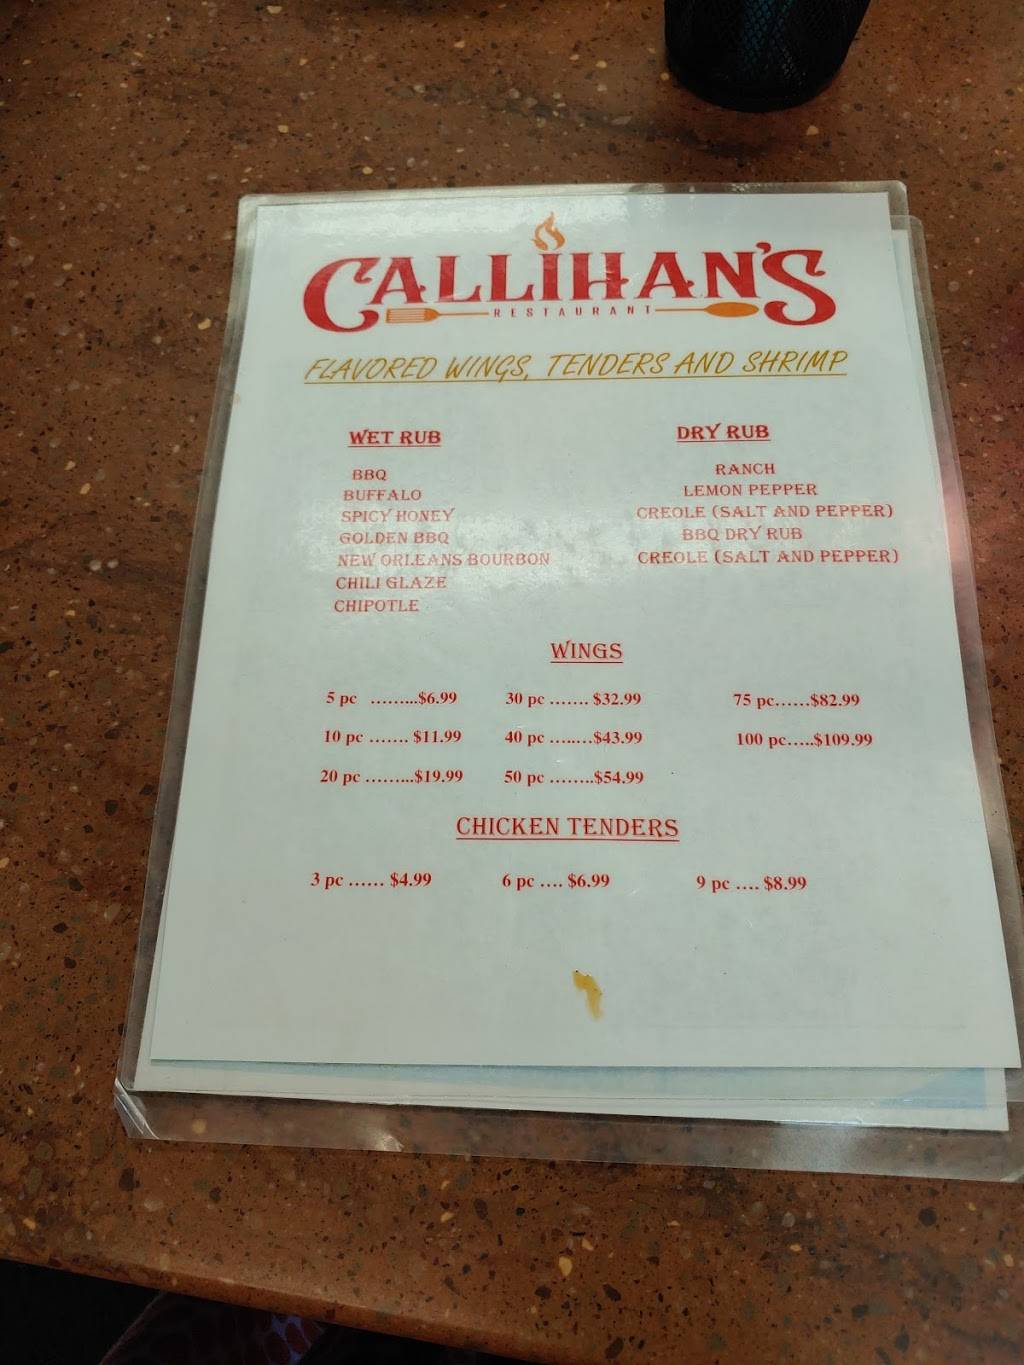 CALLIHAN'S
RESTAURANT
FLAVORED WINGS, TENDERS AND SHRIMP
WET RUB
BBQ
BUFFALO
SPICY HONEY
GOLDEN BBQ
NEW ORLEANS BOURBON
CHILI GLAZE
CHIPOTLE
DRY RUB
RANCH
LEMON PEPPER
CREOLE (SALT AND PEPPER)
BBQ DRY RUB
CREOLE (SALT AND PEPPER)
WINGS
5 pc .........$6.99 30 pc ....... $32.99 75 pc......$82.99
10 pc ....... $11.99 40 pc ........$43.99 100 pc.....$109.99
20 pc .........$19.99 50 pc ........$54.99
CHICKEN TENDERS
3 pc ...... $4.99 6 pc .... $6.99 9 pc .... $8.99